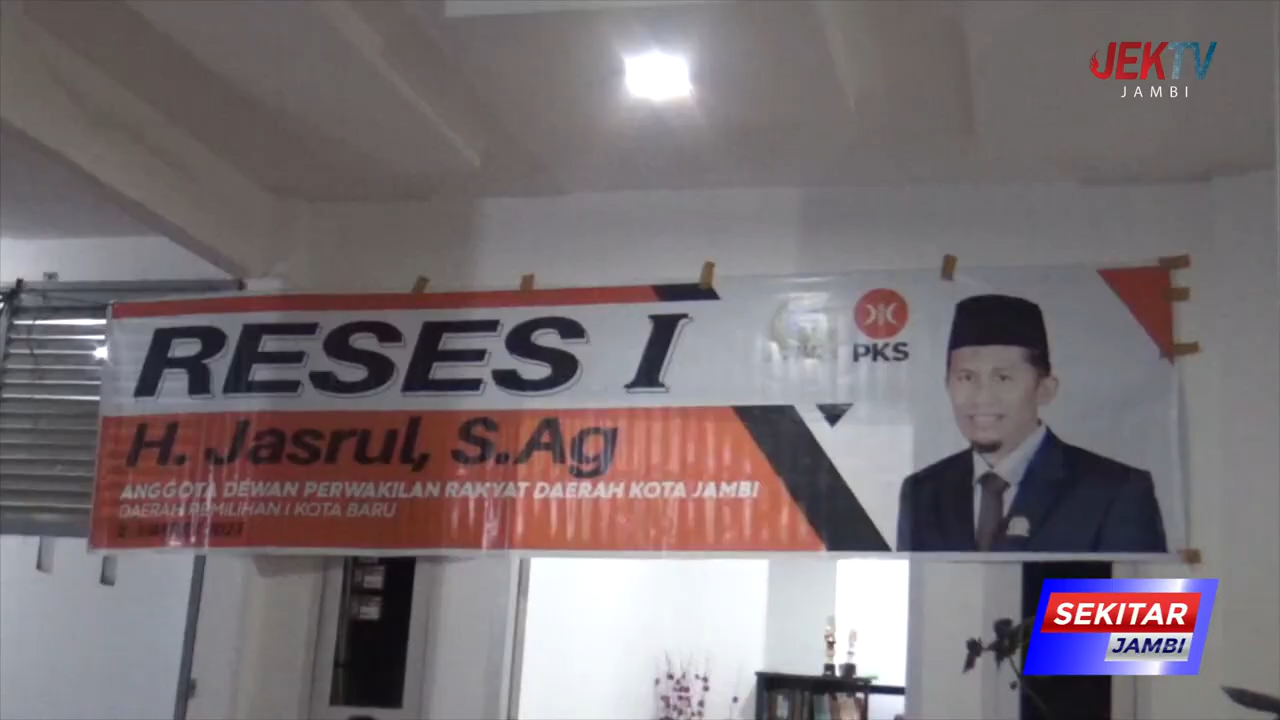 JEKTV
JAMBI
RESES I
PKS
H. Jasrul, S.Ag
ANGGOTA DEWAN PERWAKILAN RAKYAT DAERAH KOTA JAMBI
DAERAH PEMILIHAN I KOTA BARU
SEKITAR
JAMBI